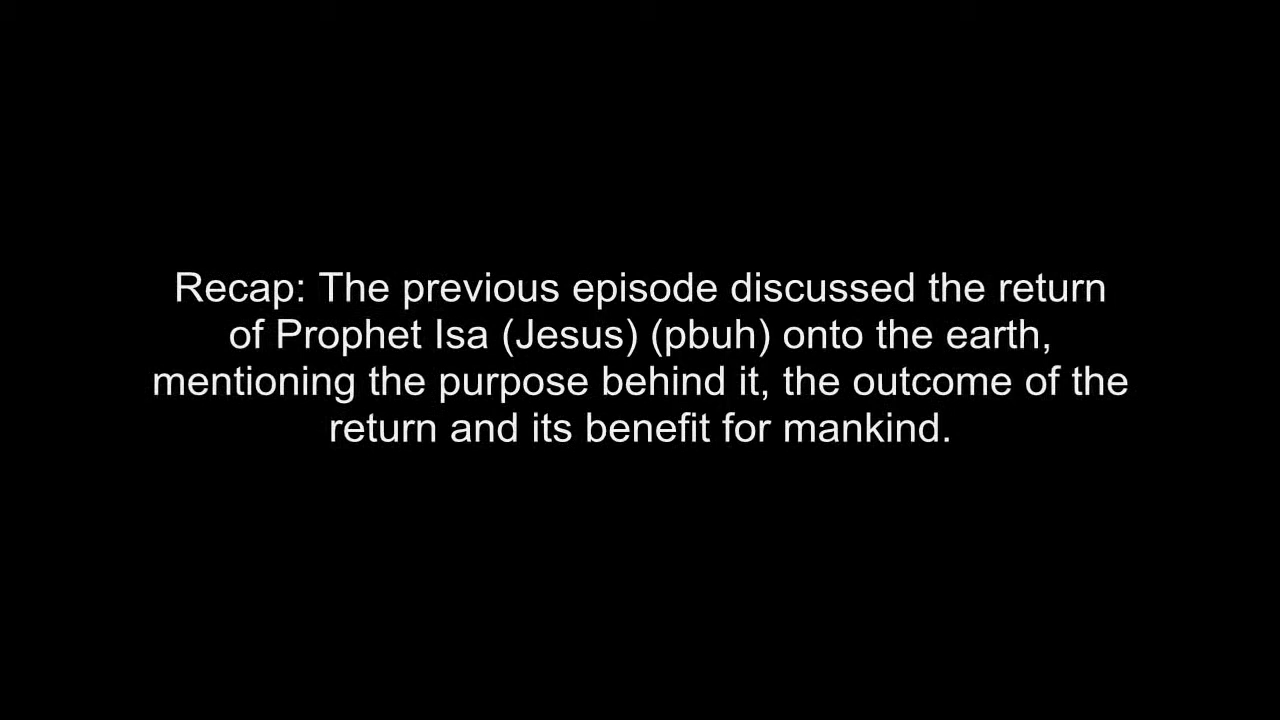 Recap: The previous episode discussed the return
of Prophet Isa (Jesus) (pbuh) onto the earth,
mentioning the purpose behind it, the outcome of the
return and its benefit for mankind.